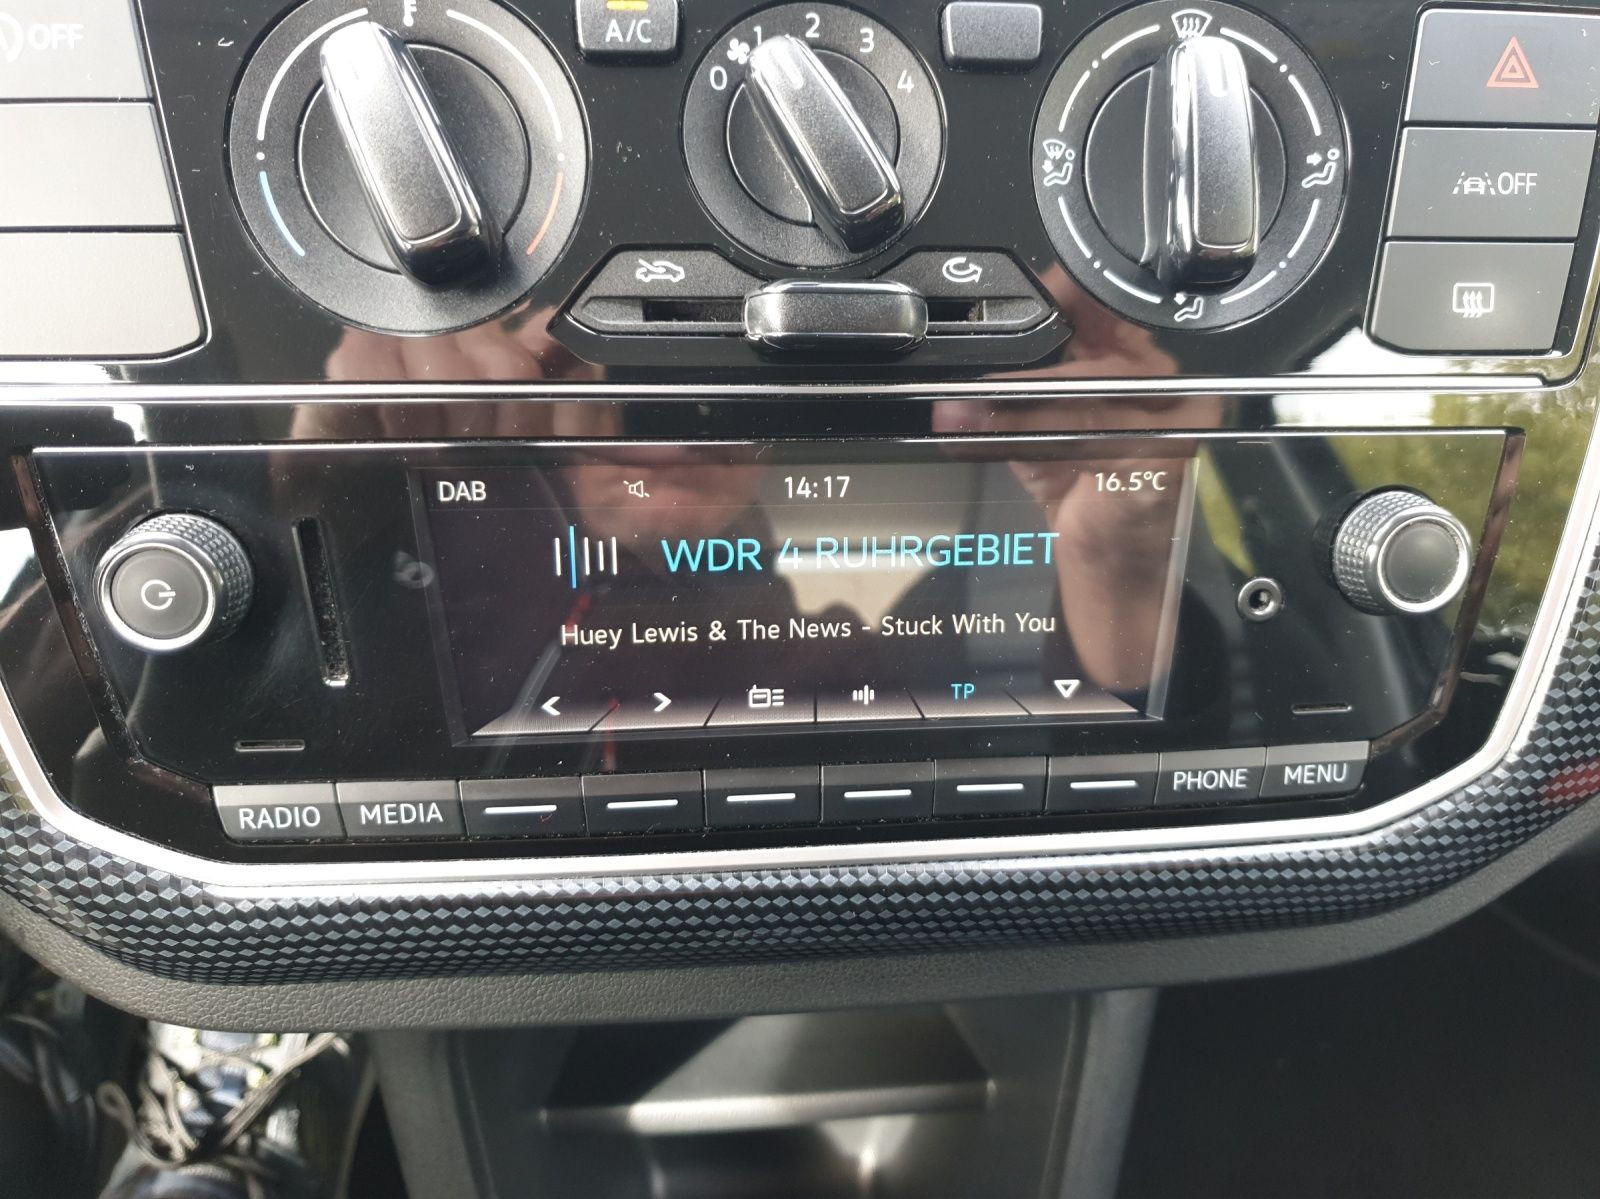 OFF
A/C
0 1 2 3 4
OFF
DAB 14:17 16.5°C
WDR 4 RUHRGEBIET
Huey Lewis & The News - Stuck With You
TP
RADIO MEDIA PHONE MENU